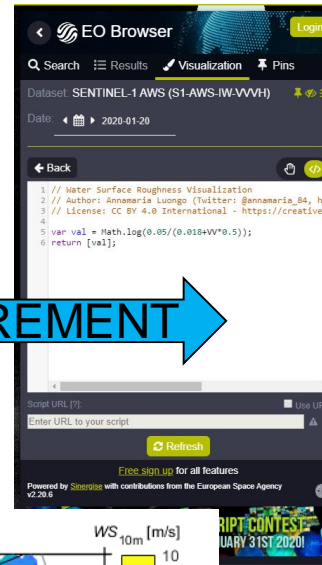 EO Browser
Login
Search Results Visualization Pins
Dataset: SENTINEL-1 AWS (S1-AWS-IW-VVVH)
Date: 2020-01-20
Back
</>
1 // Water Surface Roughness Visualization
2 // Author: Annamaria Luongo (Twitter: @annamaria_84, h
3 // License: CC BY 4.0 International - https://creative
4
5 var val = Math.log(0.05/(0.018+VV*0.5));
6 return [val];
REMENT
Script URL [?]:
Use UR
Enter URL to your script
Refresh
Free sign up for all features
Powered by Sinergise with contributions from the European Space Agency
v2.20.6
RIPT CONTEST
UARY 31ST 2020!
WS10m [m/s]
10